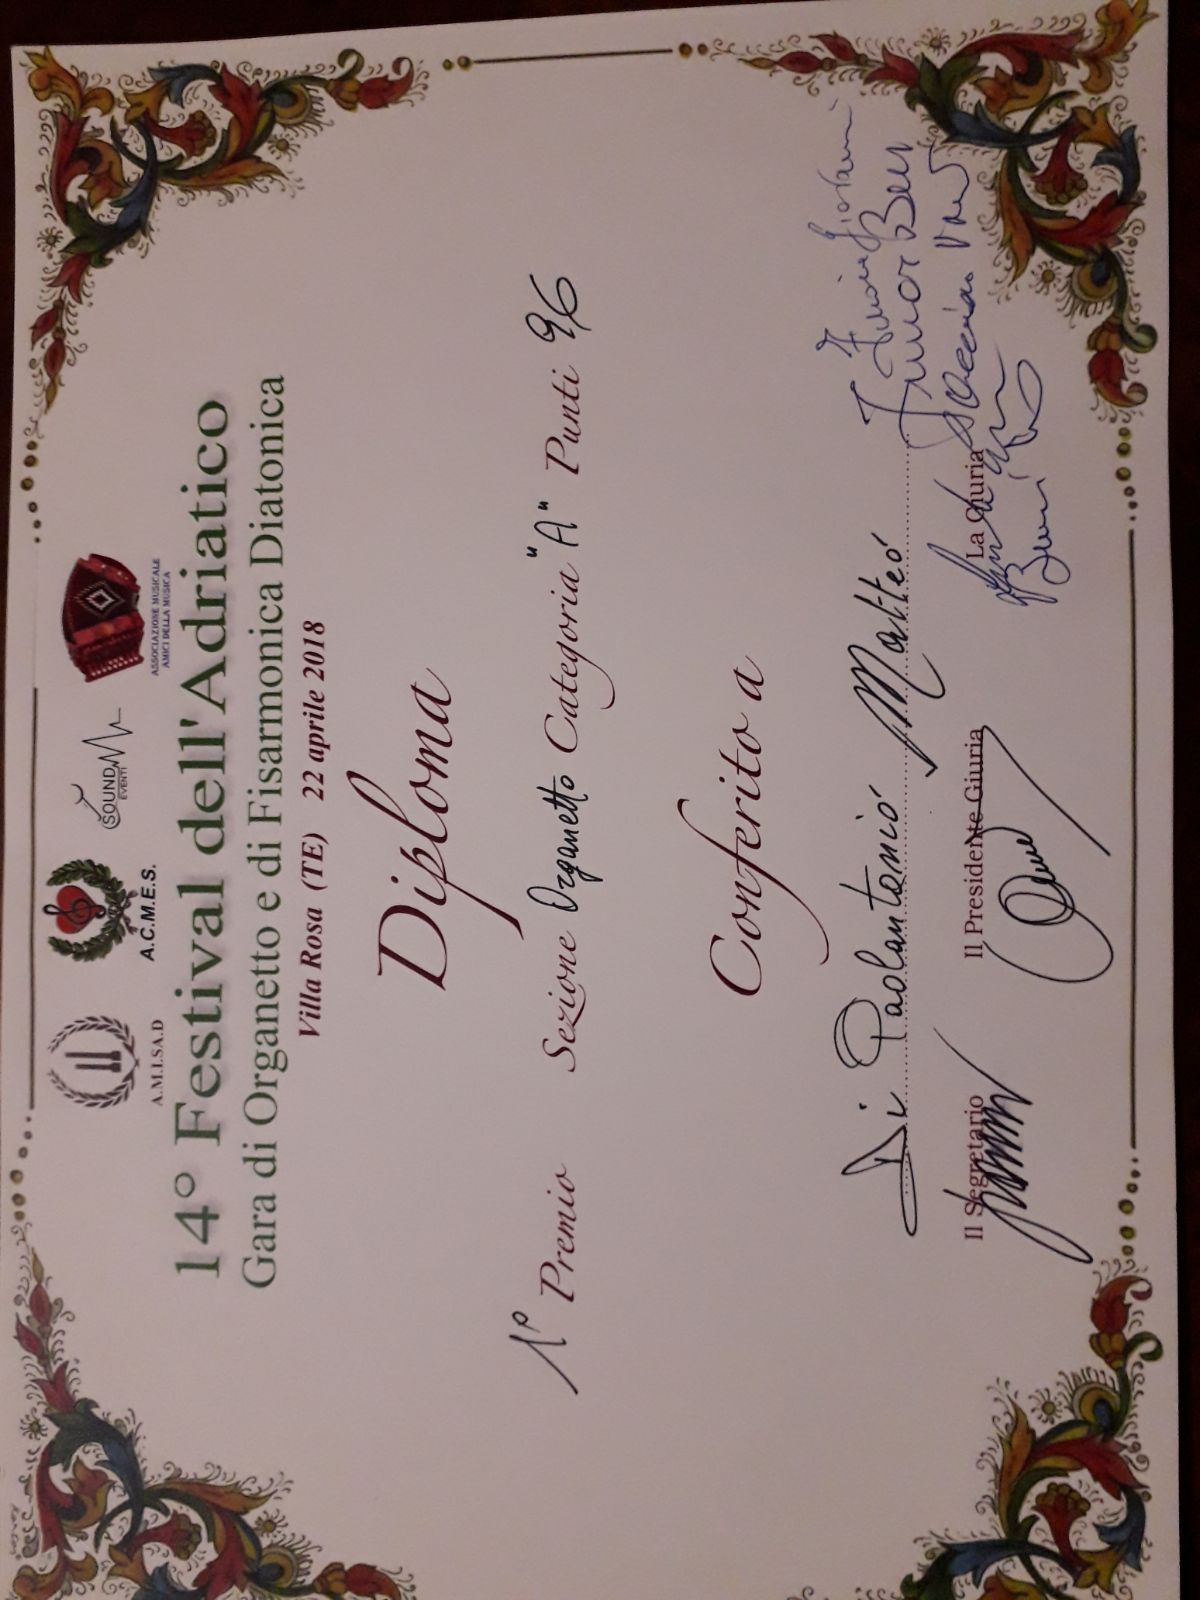 A.M.I.SA.D
A.C.M.E.S.
SOUND
EVENTI
ASSOCIAZIONE MUSICALE
AMICI DELLA MUSICA
14° Festival dell'Adriatico
Gara di Organetto e di Fisarmonica Diatonica
Villa Rosa (TE) 22 aprile 2018
Diploma
1° Premio Sezione Organetto Categoria "A" Punti 96
Conferito a
Di Paolantonio Matteo
Il Segretario Il Presidente Giuria La Giuria